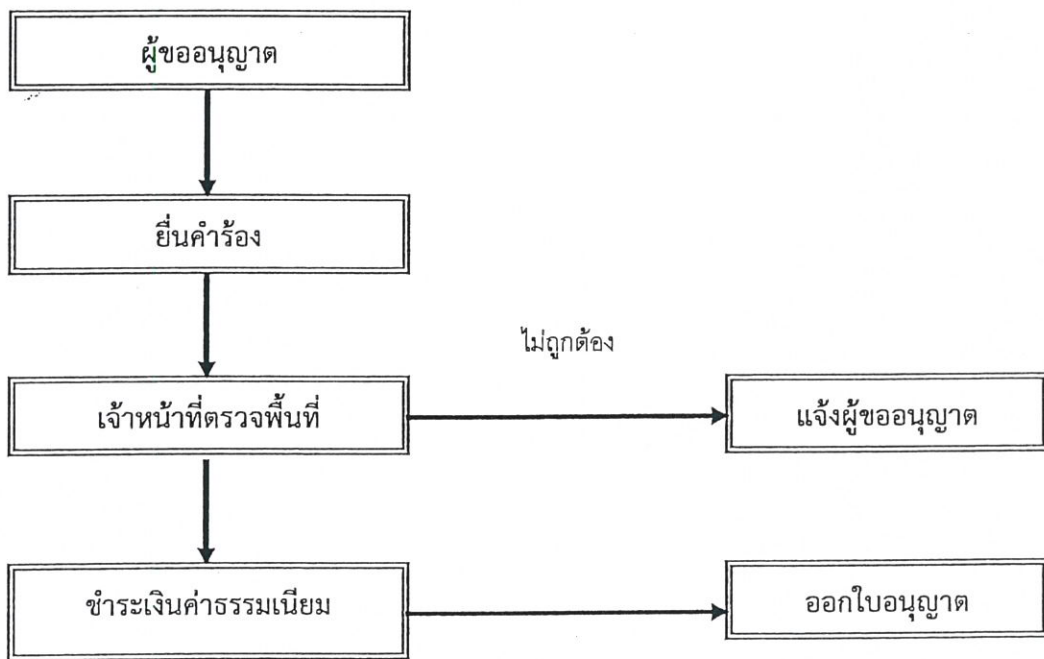 ผู้ขออนุญาต
ยื่นคำร้อง
ไม่ถูกต้อง
เจ้าหน้าที่ตรวจพื้นที่
แจ้งผู้ขออนุญาต
ชำระเงินค่าธรรมเนียม
ออกใบอนุญาต